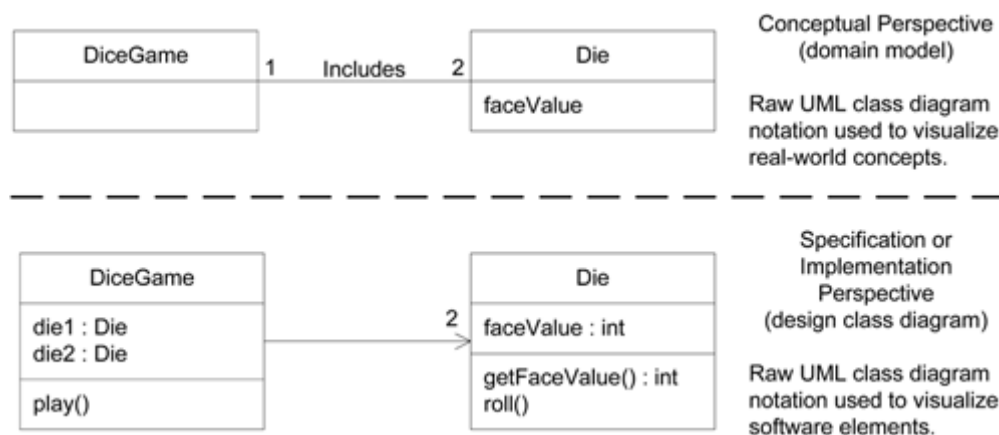 DiceGame
1 Includes 2
Die
faceValue
Conceptual Perspective
(domain model)
Raw UML class diagram
notation used to visualize
real-world concepts.
DiceGame
die1 : Die
die2 : Die
play()
2
Die
faceValue : int
getFaceValue() : int
roll()
Specification or
Implementation
Perspective
(design class diagram)
Raw UML class diagram
notation used to visualize
software elements.